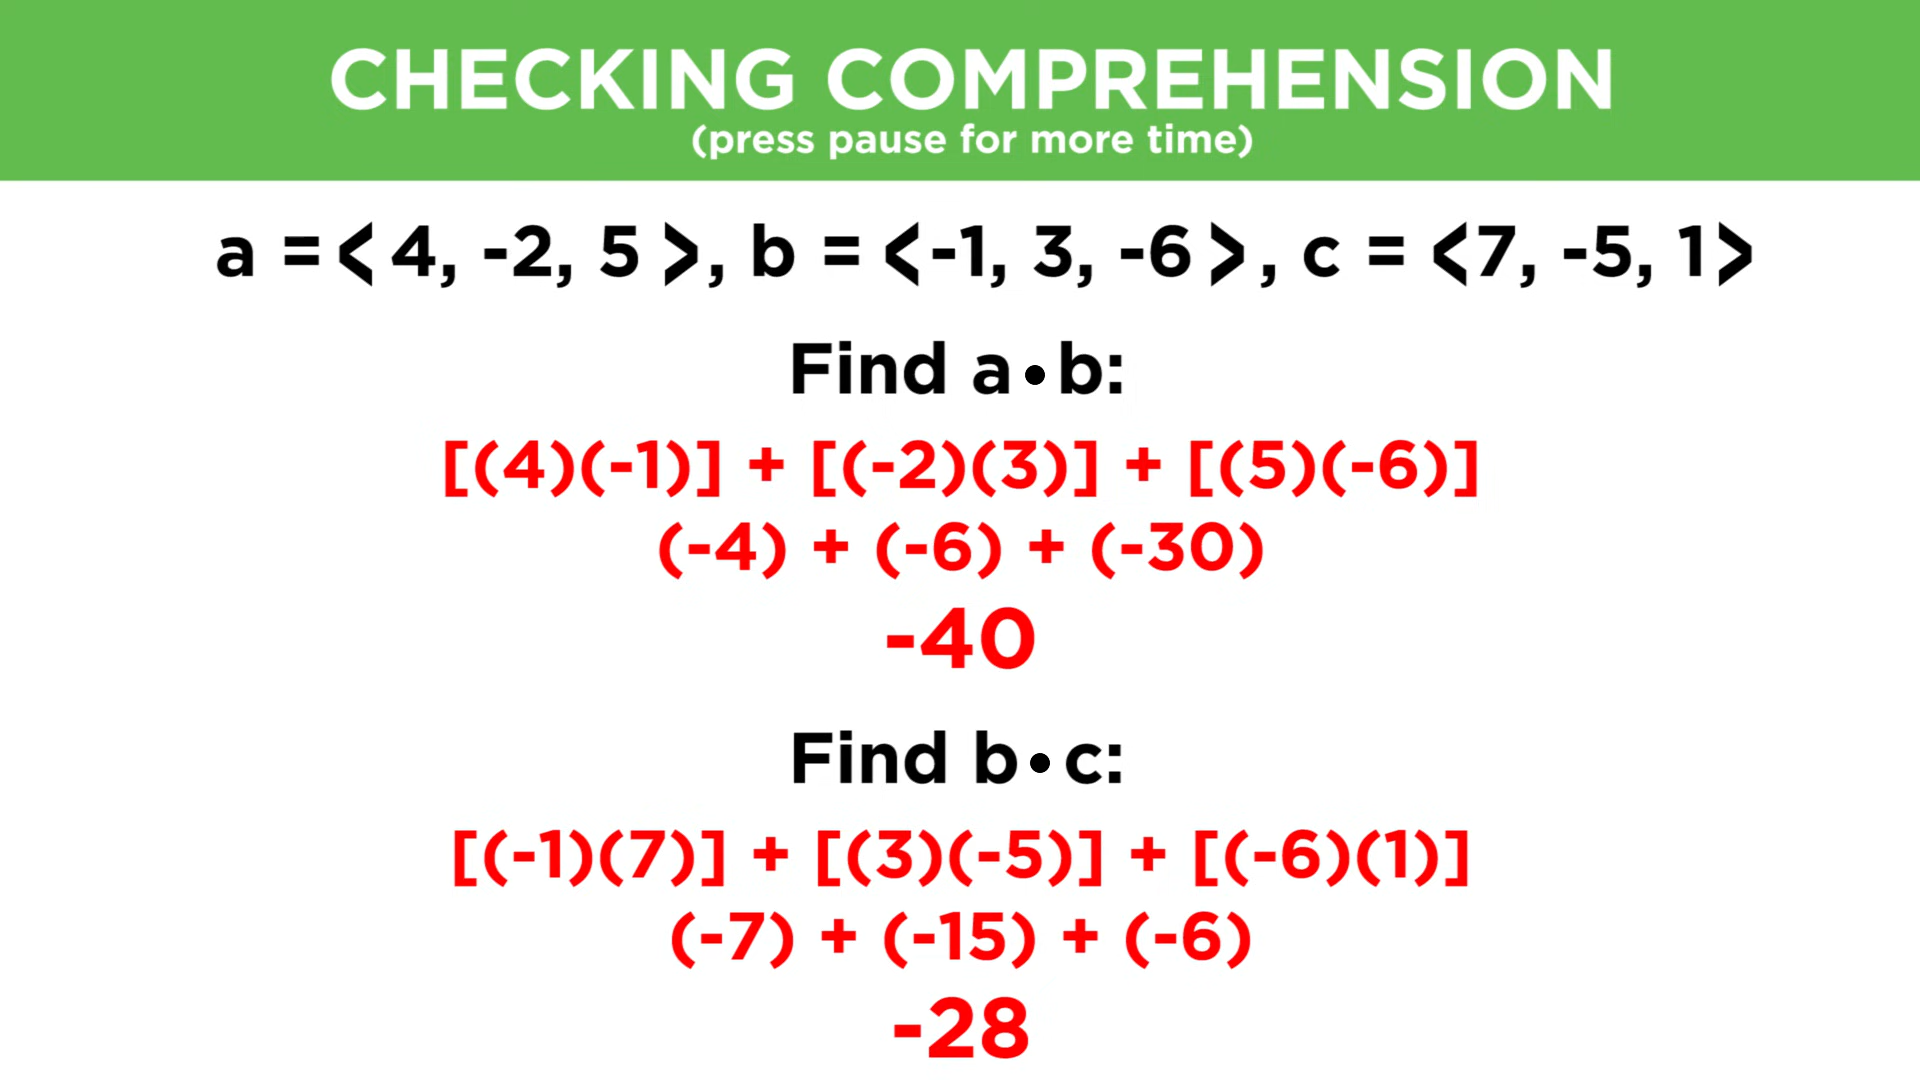 CHECKING COMPREHENSION
(press pause for more time)
a = < 4, -2, 5 >, b = < -1, 3, -6 >, c = <7, -5, 1>
Find a•b:
[(4)(-1)] + [(-2)(3)] + [(5)(-6)]
(-4) + (-6) + (-30)
-40
Find b•c:
[(-1)(7)] + [(3)(-5)] + [(-6)(1)]
(-7) + (-15) + (-6)
-28